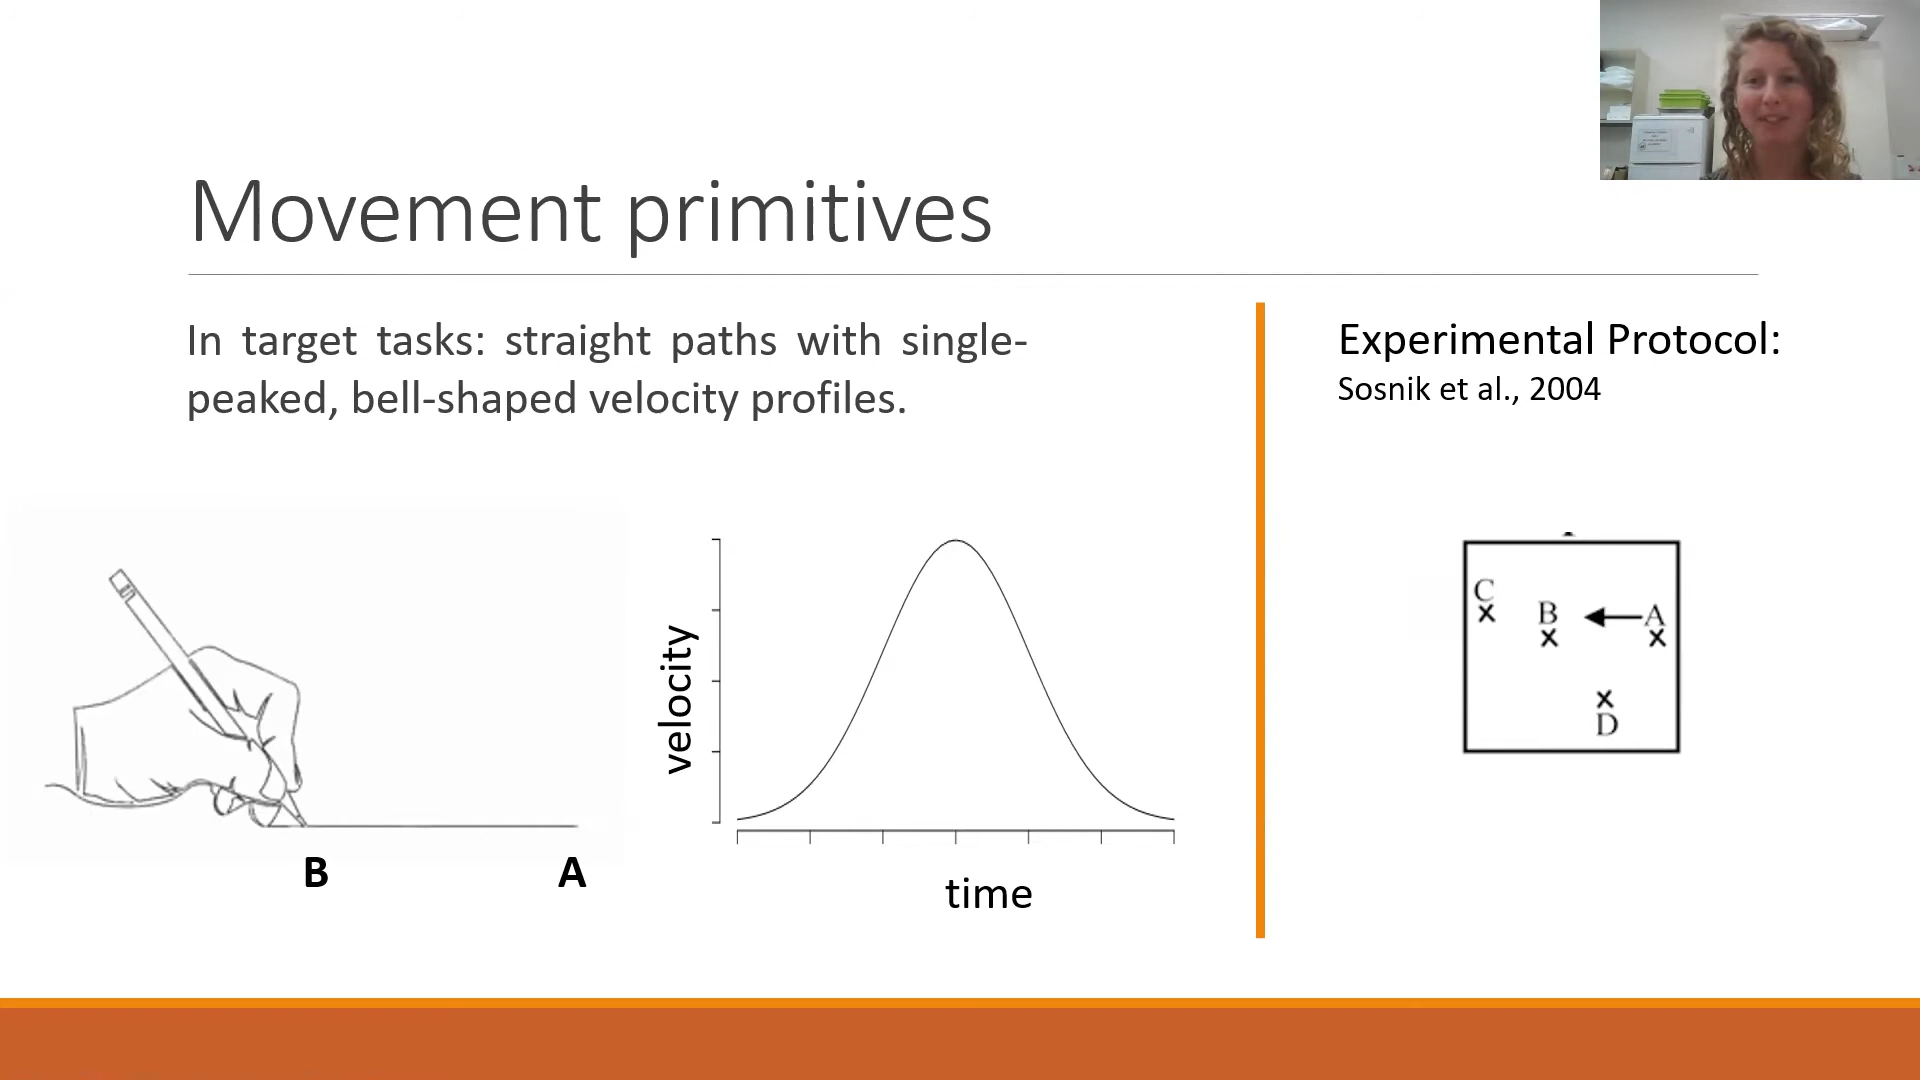 Movement primitives
In target tasks: straight paths with single-
peaked, bell-shaped velocity profiles.
B
A
velocity
time
Experimental Protocol:
Sosnik et al., 2004
C
B
A
D